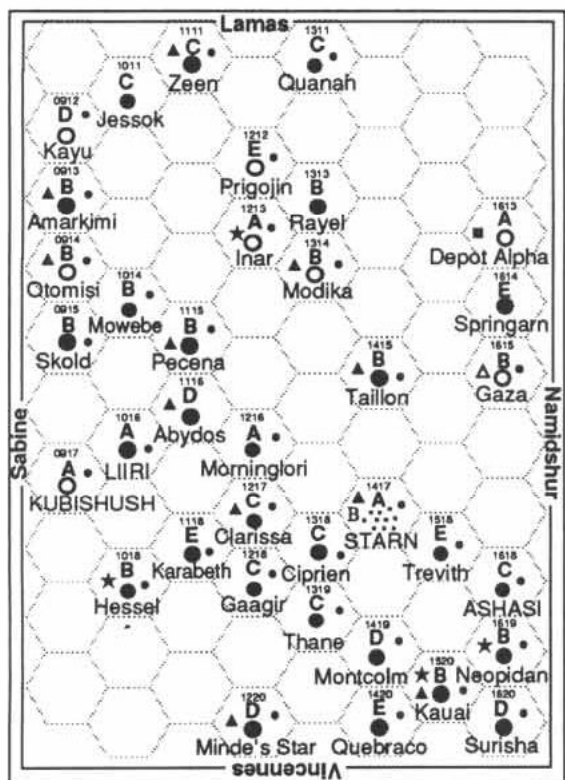 Lamas
1111
C
Zeen
1311
C
Quanah
1011
C
Jessok
0912
D
Kayu
1212
E
Prigojin
0913
B
Amarkimi
1313
B
Rayel
1213
A
Inar
1613
A
Depot Alpha
0914
B
Otomisi
1314
B
Modika
1014
B
Mowebe
1614
E
Springarn
0915
B
Skold
1115
B
Pecena
1415
B
Taillon
1615
B
Gaza
Sabine
Namidshur
1116
D
Abydos
1016
A
LIIRI
1216
A
Morninglori
0917
A
KUBISHUSH
1217
C
Clarissa
1417
A
B
STARN
1118
E
Karabeth
1318
C
Ciprien
1518
E
Trevith
1018
B
Hessel
1218
C
Gaagir
1618
C
ASHASI
1319
C
Thane
1419
D
Montcolm
1619
B
Neopidan
1520
B
Kauai
1220
D
Minde's Star
1420
E
Quebraco
1620
D
Surisha
Vincennes